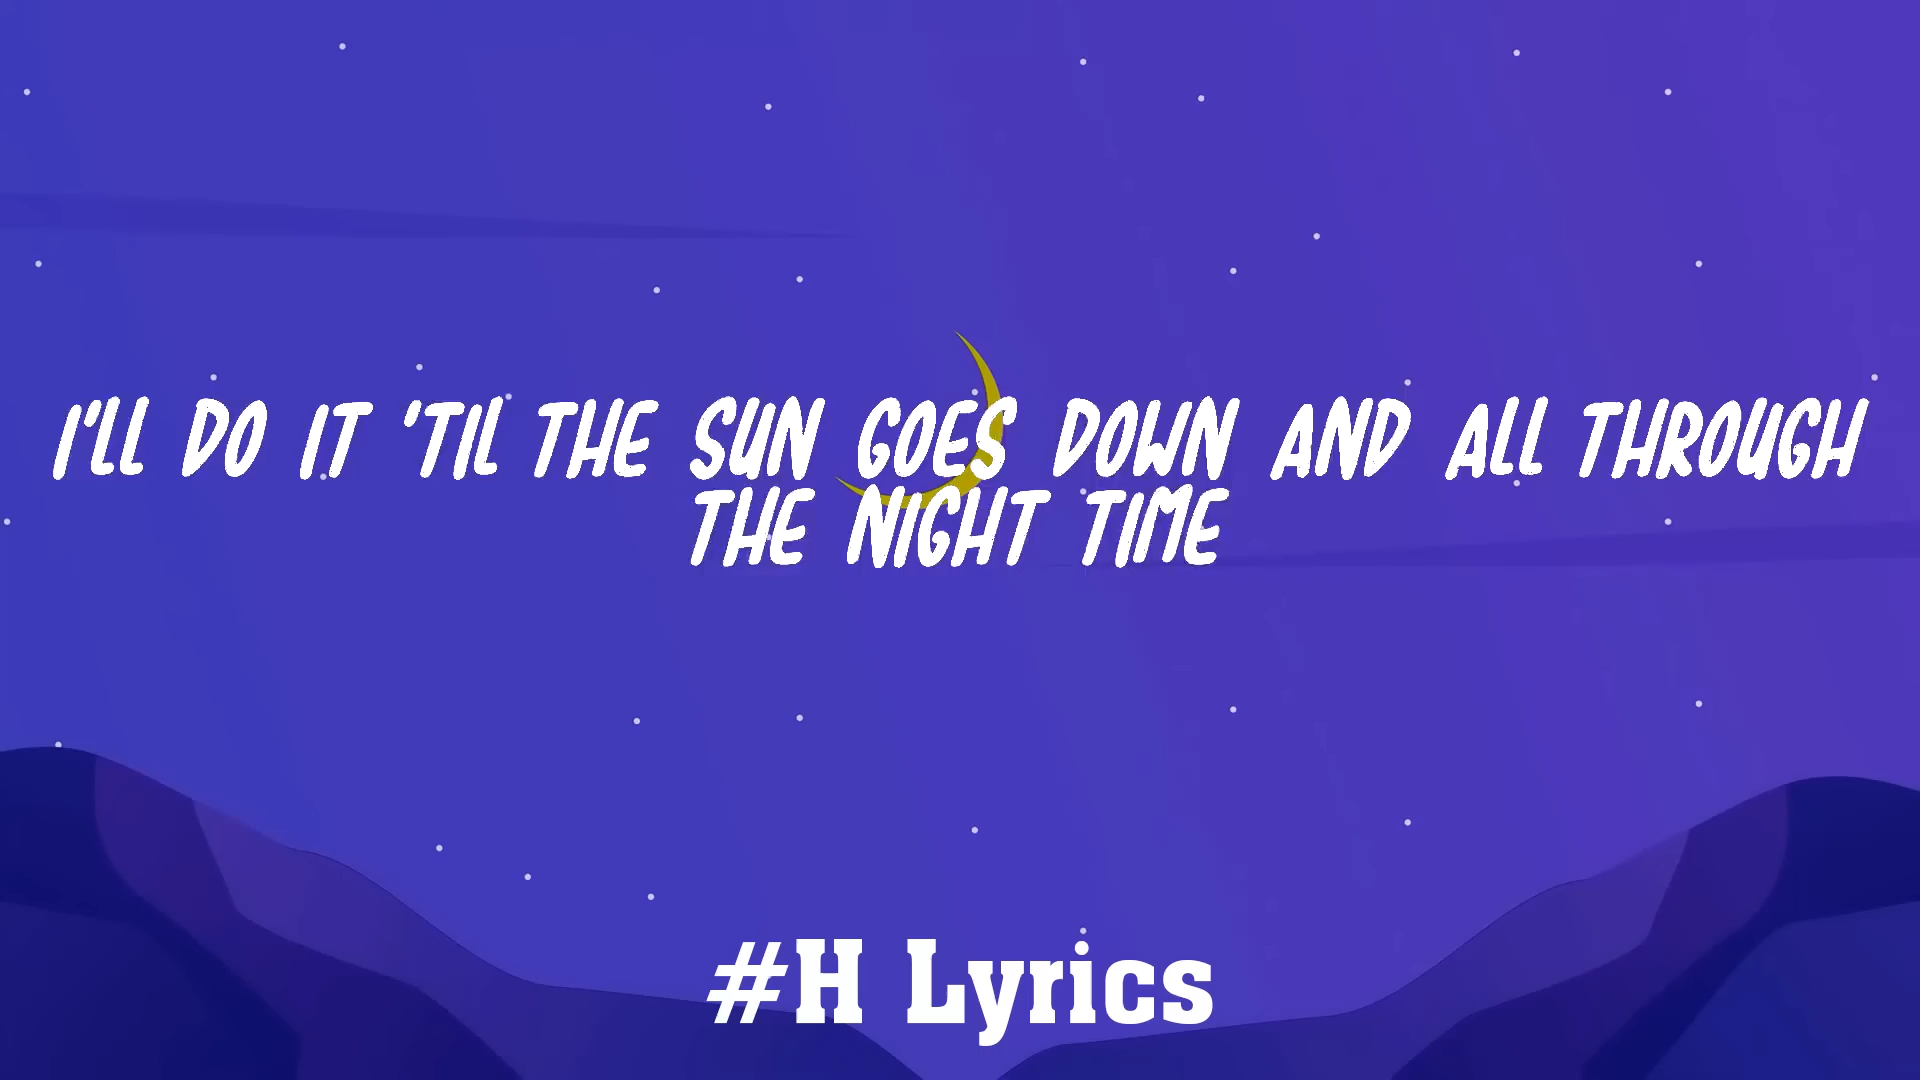 I'LL DO IT 'TIL THE SUN GOES DOWN AND ALL THROUGH
THE NIGHT TIME
#H Lyrics